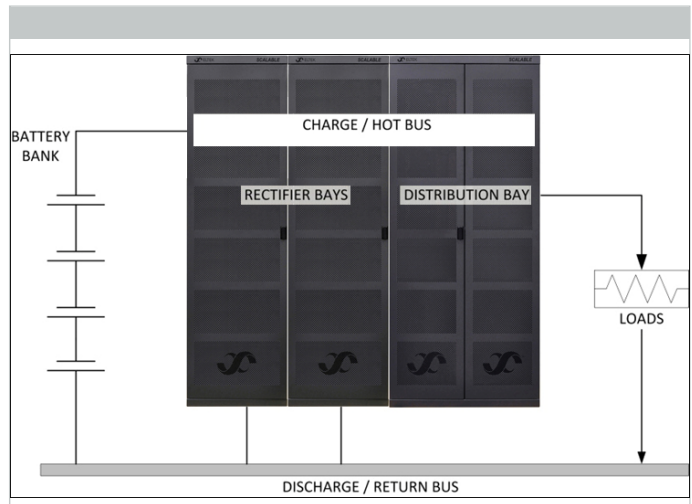 SCALABLE
SCALABLE
SCALABLE
CHARGE / HOT BUS
BATTERY
BANK
RECTIFIER BAYS
DISTRIBUTION BAY
LOADS
DISCHARGE / RETURN BUS